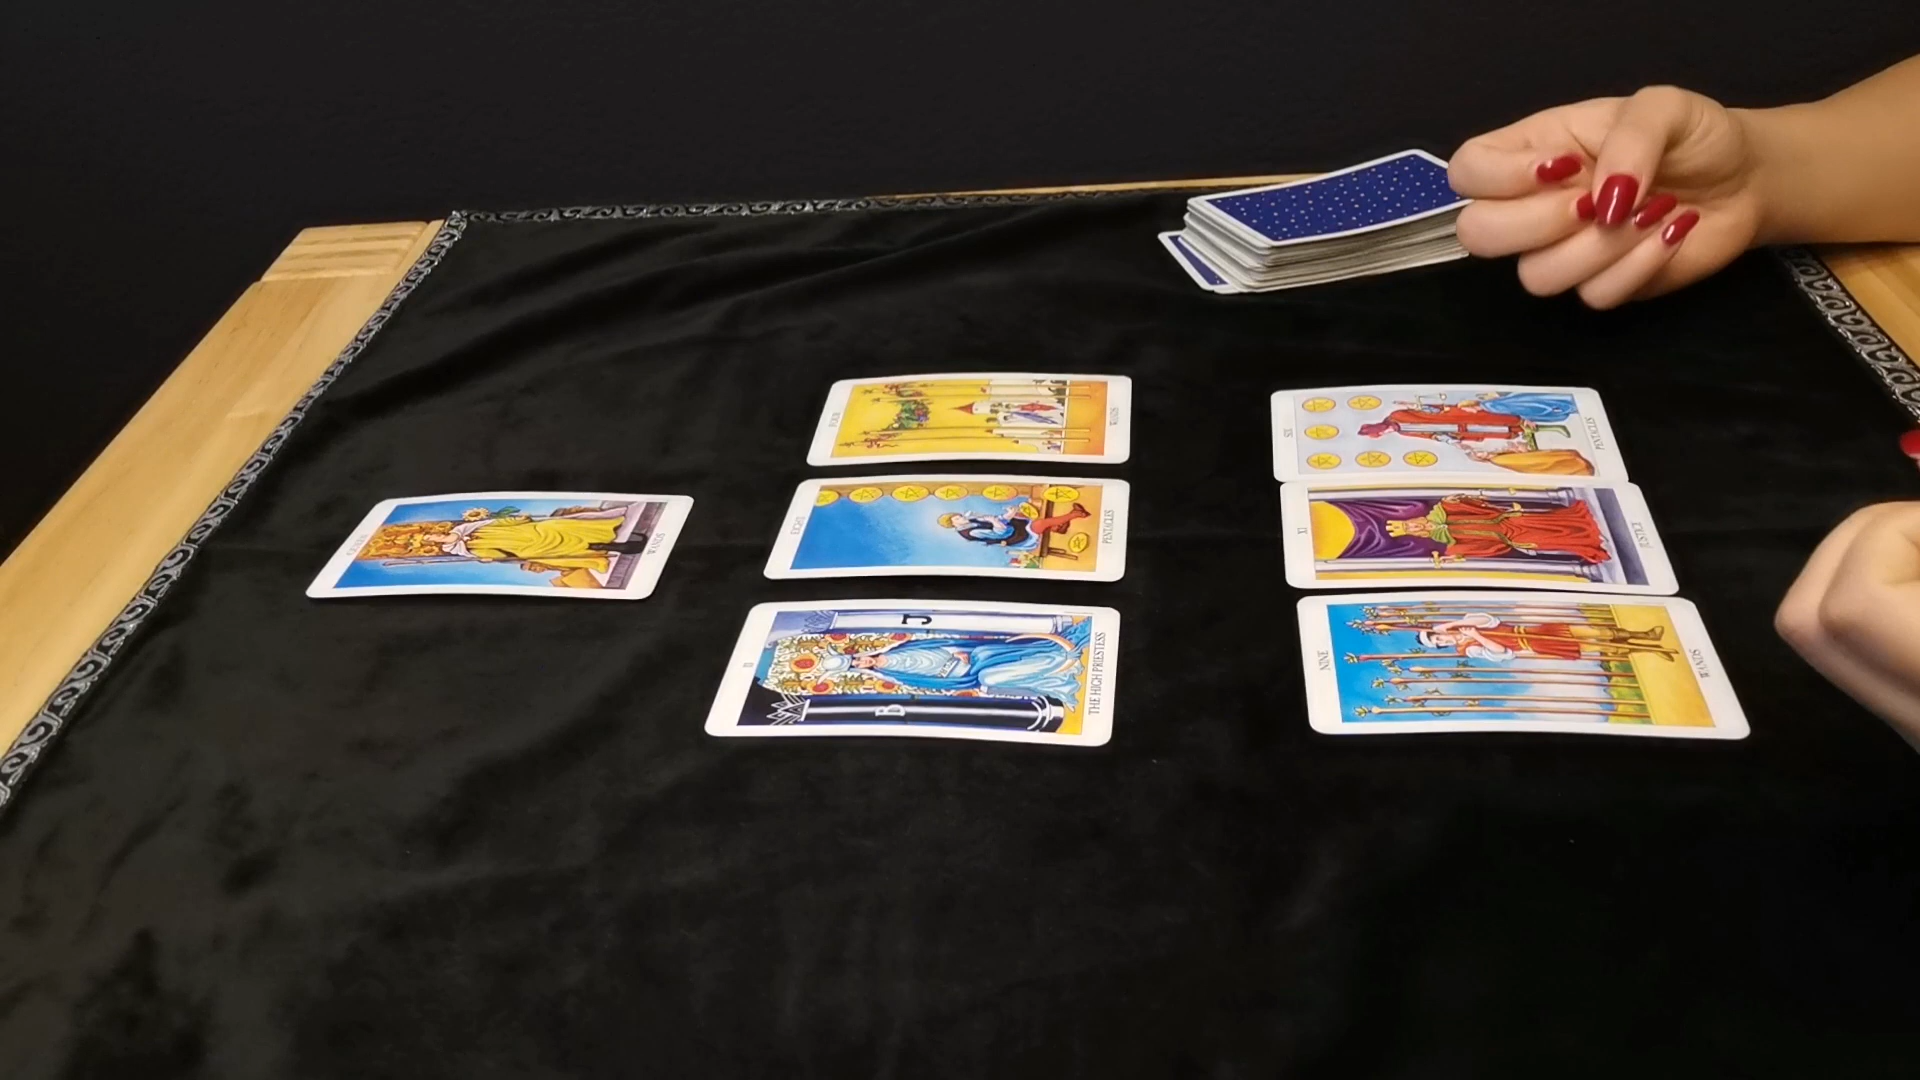 FOUR
WANDS
SIX
PENTACLES
QUEEN
WANDS
EIGHT
PENTACLES
XI
JUSTICE
II
B
J
THE HIGH PRIESTESS
NINE
WANDS